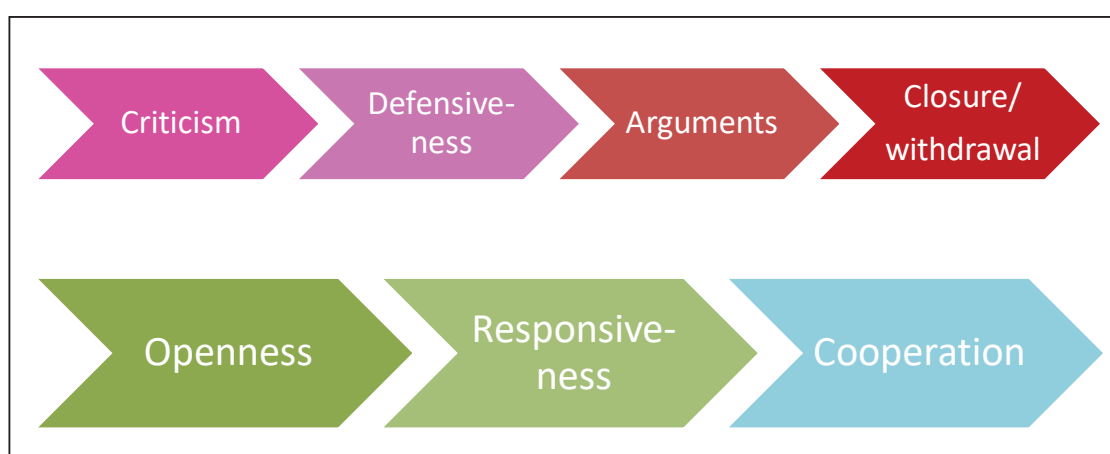 Criticism
Defensive-
ness
Arguments
Closure/
withdrawal
Openness
Responsive-
ness
Cooperation